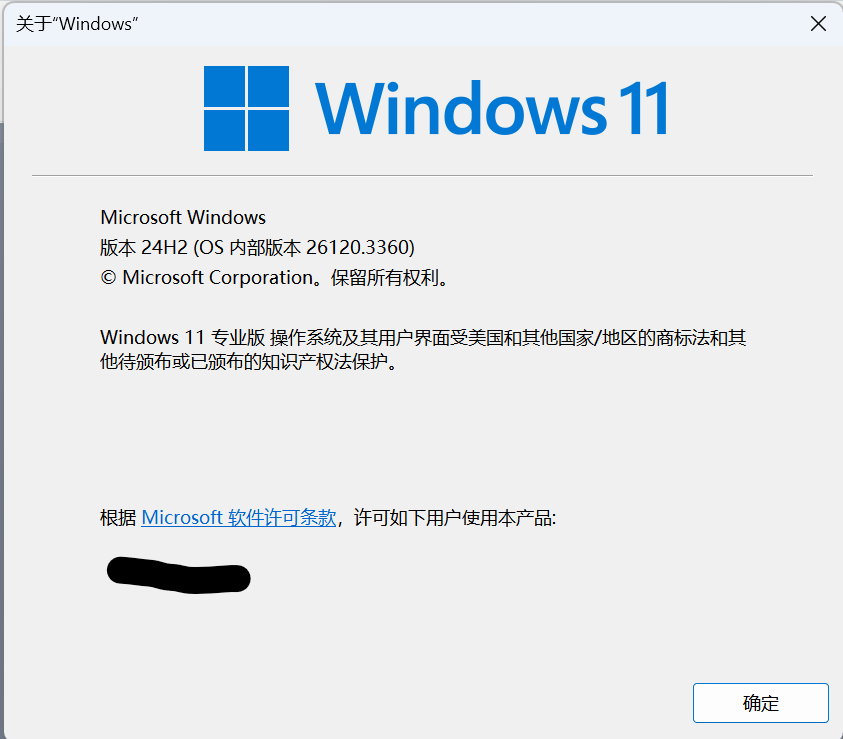 关于“Windows”
Windows 11
Microsoft Windows
版本 24H2 (OS 内部版本 26120.3360)
© Microsoft Corporation。保留所有权利。
Windows 11 专业版 操作系统及其用户界面受美国和其他国家/地区的商标法和其
他待颁布或已颁布的知识产权法保护。
根据 Microsoft 软件许可条款，许可如下用户使用本产品:
确定